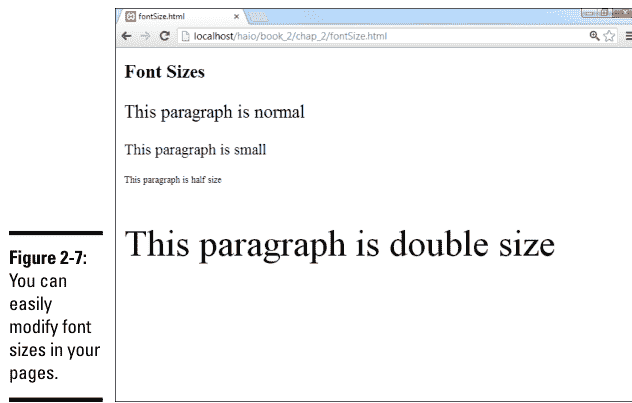 fontSize.html
localhost/haio/book_2/chap_2/fontSize.html
Font Sizes
This paragraph is normal
This paragraph is small
This paragraph is half size
This paragraph is double size
Figure 2-7:
You can
easily
modify font
sizes in your
pages.